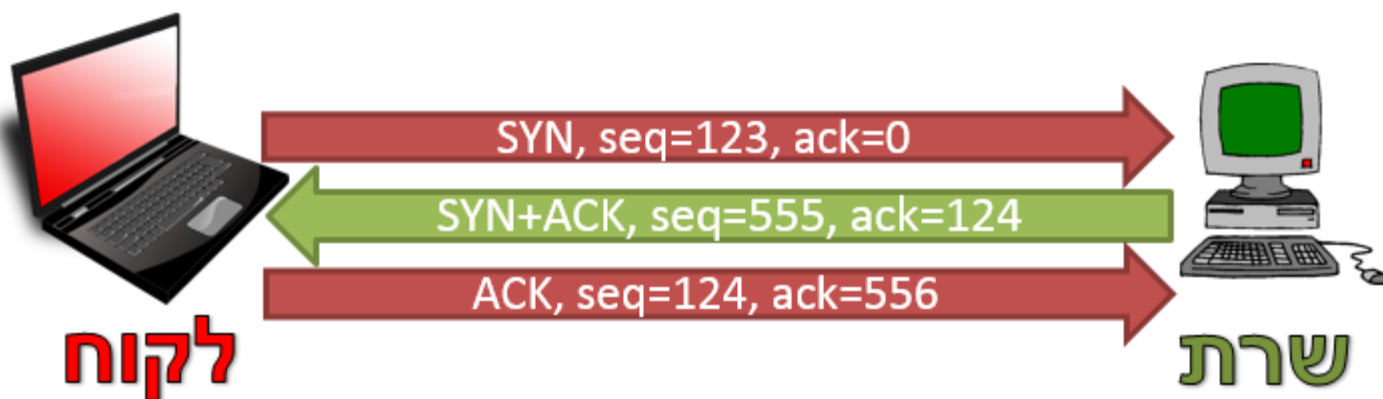 SYN, seq=123, ack=0
SYN+ACK, seq=555, ack=124
ACK, seq=124, ack=556
לקוח
שרת